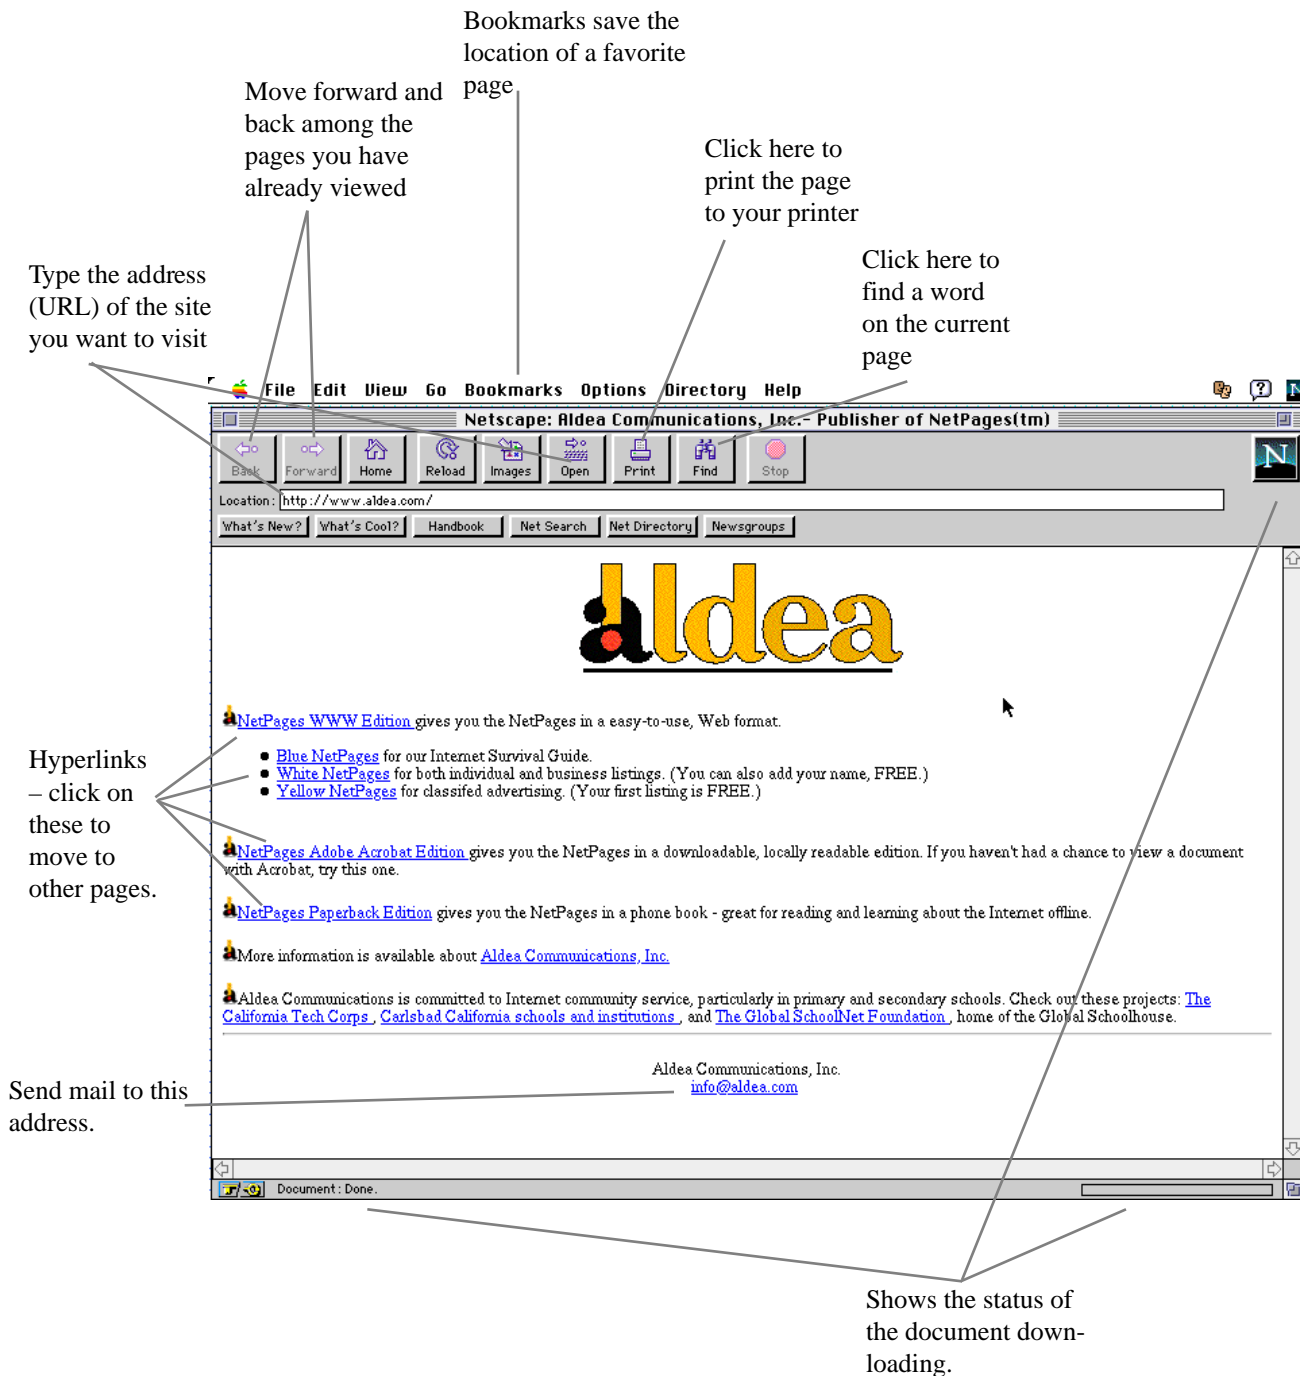 Bookmarks save the
location of a favorite
page
Move forward and
back among the
pages you have
already viewed
Click here to
print the page
to your printer
Type the address
(URL) of the site
you want to visit
Click here to
find a word
on the current
page
File Edit View Go Bookmarks Options Directory Help
Netscape: Aldea Communications, Inc.- Publisher of NetPages(tm)
Back Forward Home Reload Images Open Print Find Stop
N
Location: http://www.aldea.com/
What's New? What's Cool? Handbook Net Search Net Directory Newsgroups
aldea
NetPages WWW Edition gives you the NetPages in a easy-to-use, Web format.
Blue NetPages for our Internet Survival Guide.
White NetPages for both individual and business listings. (You can also add your name, FREE.)
Yellow NetPages for classifed advertising. (Your first listing is FREE.)
Hyperlinks
– click on
these to
move to
other pages.
NetPages Adobe Acrobat Edition gives you the NetPages in a downloadable, locally readable edition. If you haven't had a chance to view a document
with Acrobat, try this one.
NetPages Paperback Edition gives you the NetPages in a phone book - great for reading and learning about the Internet offline.
More information is available about Aldea Communications, Inc.
Aldea Communications is committed to Internet community service, particularly in primary and secondary schools. Check out these projects: The
California Tech Corps , Carlsbad California schools and institutions , and The Global SchoolNet Foundation , home of the Global Schoolhouse.
Aldea Communications, Inc.
info@aldea.com
Send mail to this
address.
Document: Done.
Shows the status of
the document down-
loading.